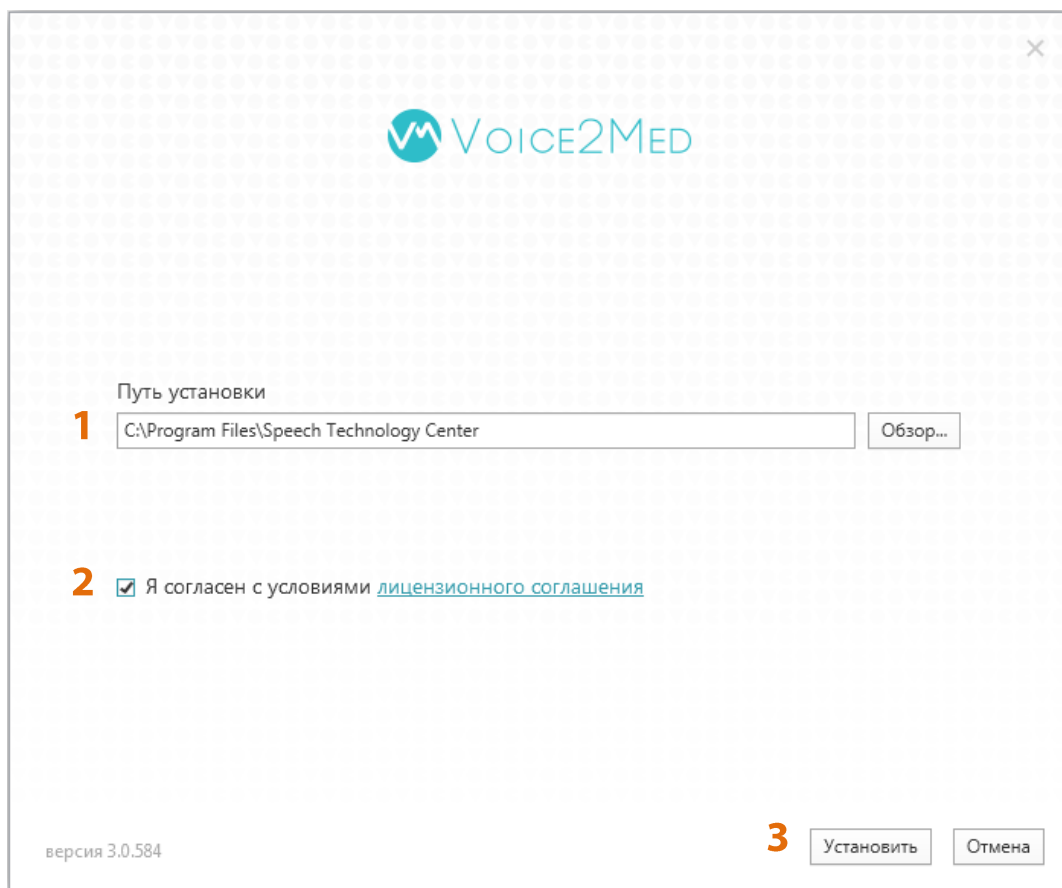 VOICE2MED
Путь установки
1 C:\Program Files\Speech Technology Center Обзор...
2 Я согласен с условиями лицензионного соглашения
версия 3.0.584 3 Установить Отмена